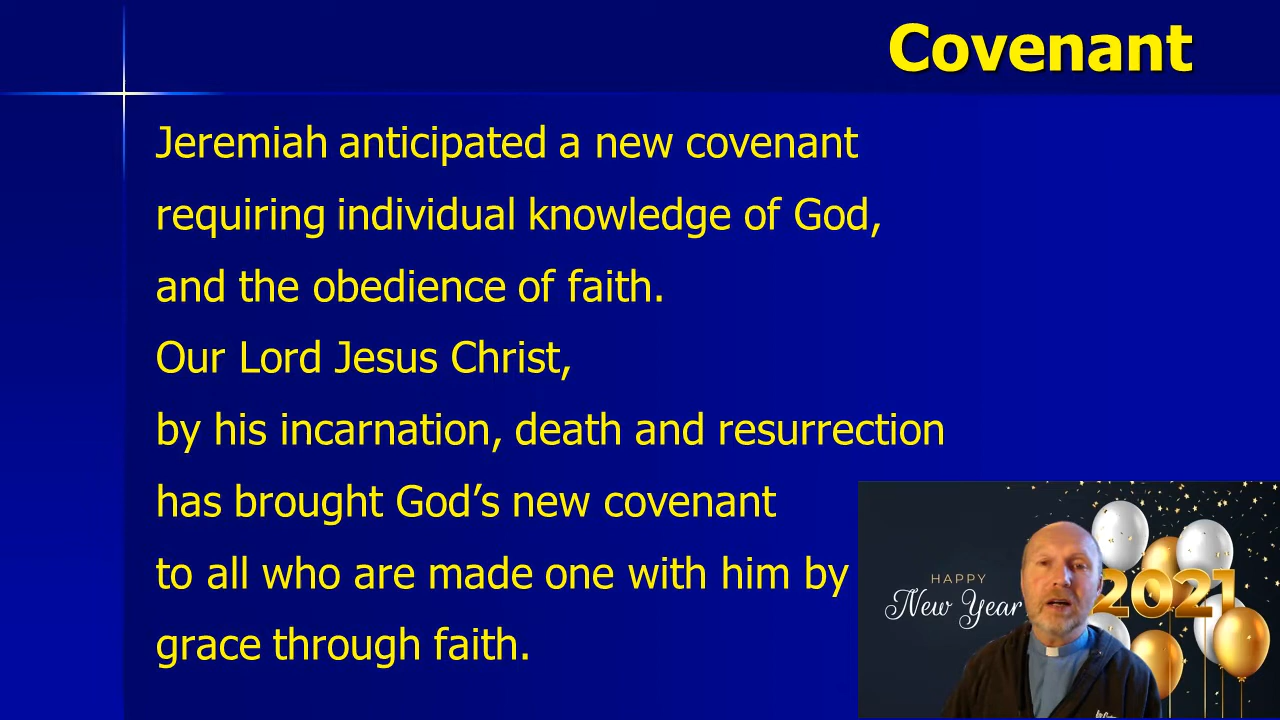 Covenant
Jeremiah anticipated a new covenant
requiring individual knowledge of God,
and the obedience of faith.
Our Lord Jesus Christ,
by his incarnation, death and resurrection
has brought God’s new covenant
to all who are made one with him by
grace through faith.
HAPPY
New Year
2021